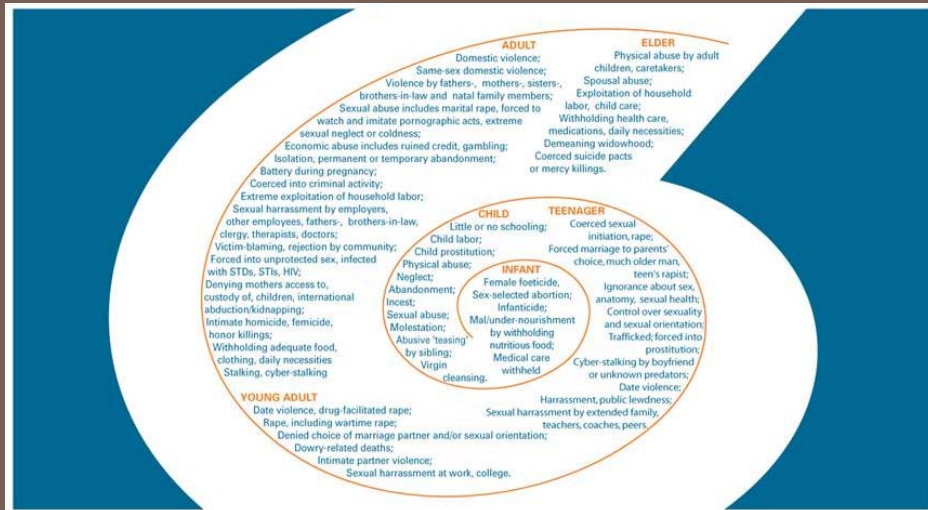 ADULT
Domestic violence;
Same-sex domestic violence;
Violence by fathers-, mothers-, sisters-,
brothers-in-law and natal family members;
Sexual abuse includes marital rape, forced to
watch and imitate pornographic acts, extreme
sexual neglect or coldness;
Economic abuse includes ruined credit, gambling;
Isolation, permanent or temporary abandonment;
Battery during pregnancy;
Coerced into criminal activity;
Extreme exploitation of household labor;
Sexual harassment by employers,
other employees, fathers-, brothers-in-law,
clergy, therapists, doctors;
Victim-blaming, rejection by community;
Forced into unprotected sex, infected
with STDs, STIs, HIV;
Denying mothers access to,
custody of, children, international
abduction/kidnapping;
Intimate homicide, femicide,
honor killings;
Withholding adequate food,
clothing, daily necessities
Stalking, cyber-stalking
ELDER
Physical abuse by adult
children, caretakers;
Spousal abuse;
Exploitation of household
labor, child care;
Withholding health care,
medications, daily necessities;
Demeaning widowhood;
Coerced suicide pacts
or mercy killings.
CHILD
Little or no schooling;
Child labor;
Child prostitution;
Physical abuse;
Neglect;
Abandonment;
Incest;
Sexual abuse;
Molestation;
Abusive 'teasing'
by sibling;
Virgin
cleansing.
INFANT
Female foeticide,
Sex-selected abortion;
Infanticide;
Mal/under-nourishment
by withholding
nutritious food;
Medical care
withheld
TEENAGER
Coerced sexual
initiation, rape;
Forced marriage to parents'
choice, much older man,
teen's rapist;
Ignorance about sex,
anatomy, sexual health;
Control over sexuality
and sexual orientation;
Trafficked; forced into
prostitution;
Cyber-stalking by boyfriend
or unknown predators;
Date violence;
Harassment, public lewdness;
Sexual harassment by extended family,
teachers, coaches, peers.
YOUNG ADULT
Date violence, drug-facilitated rape;
Rape, including wartime rape;
Denied choice of marriage partner and/or sexual orientation;
Dowry-related deaths;
Intimate partner violence;
Sexual harrassment at work, college.